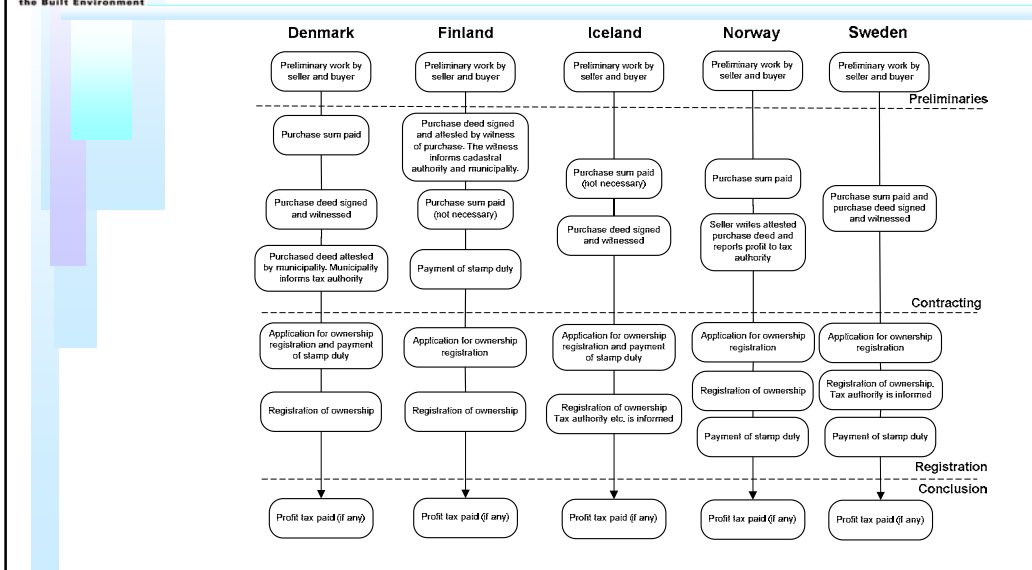 the Built Environment
Denmark
Finland
Iceland
Norway
Sweden
Preliminary work by
seller and buyer
Preliminary work by
seller and buyer
Preliminary work by
seller and buyer
Preliminary work by
seller and buyer
Preliminary work by
seller and buyer
Preliminaries
Purchase sum paid
Purchase deed signed
and witnessed
Purchased deed attested
by municipality. Municipality
informs tax authority
Purchase deed signed
and attested by witness
of purchase. The witness
informs cadastral
authority and municipality.
Purchase sum paid
(not necessary)
Payment of stamp duty
Purchase sum paid
(not necessary)
Purchase deed signed
and witnessed
Purchase sum paid
Seller writes attested
purchase deed and
reports profit to tax
authority
Purchase sum paid and
purchase deed signed
and witnessed
Contracting
Application for ownership
registration and payment
of stamp duty
Registration of ownership
Application for ownership
registration
Registration of ownership
Application for ownership
registration and payment
of stamp duty
Registration of ownership
Tax authority etc. is informed
Application for ownership
registration
Registration of ownership
Payment of stamp duty
Application for ownership
registration
Registration of ownership.
Tax authority is informed
Payment of stamp duty
Registration
Conclusion
Profit tax paid (if any)
Profit tax paid (if any)
Profit tax paid (if any)
Profit tax paid (if any)
Profit tax paid (if any)